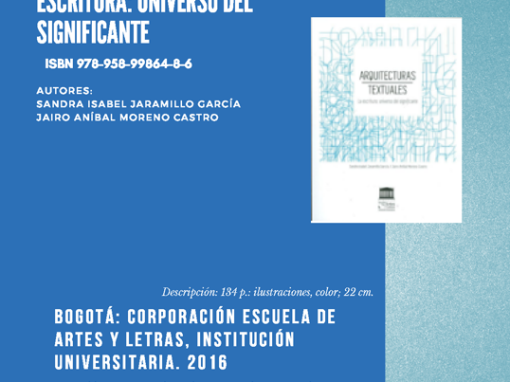 ESCRITURA. UNIVERSO DEL
SIGNIFICANTE
ISBN 978-958-99864-8-6
AUTORES:
SANDRA ISABEL JARAMILLO GARCÍA
JAIRO ANÍBAL MORENO CASTRO
ARQUITECTURAS
TEXTUALES
Descripción: 184 p.: ilustraciones, color; 22 cm.
BOGOTÁ: CORPORACIÓN ESCUELA DE
ARTES Y LETRAS, INSTITUCIÓN
UNIVERSITARIA. 2016